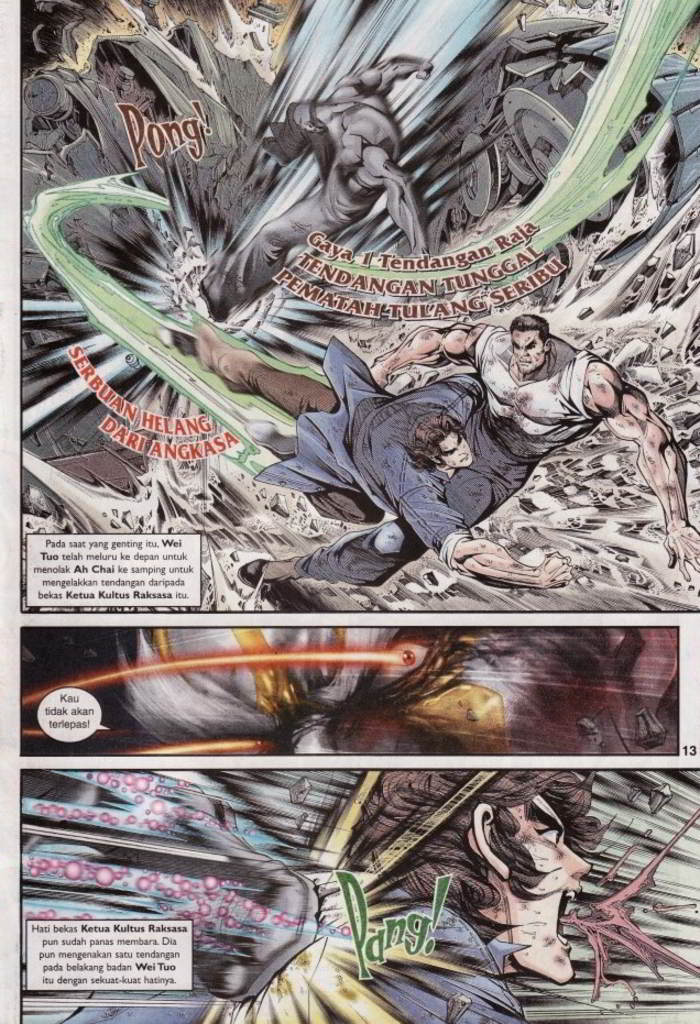 Pong!
Gaya 1 Tendangan Raja
TENDANGAN TUNGGAL
PEMATAH TULANG SERIBU
SERBUAN HELANG
DARI ANGKASA
Pada saat yang genting itu, Wei
Tuo telah meluru ke depan untuk
menolak Ah Chai ke samping untuk
mengelakkan tendangan daripada
bekas Ketua Kultus Raksasa itu.
Kau
tidak akan
terlepas!
13
Pang!
Hati bekas Ketua Kultus Raksasa
pun sudah panas membara. Dia
pun mengenakan satu tendangan
pada belakang badan Wei Tuo
itu dengan sekuat-kuat hatinya.